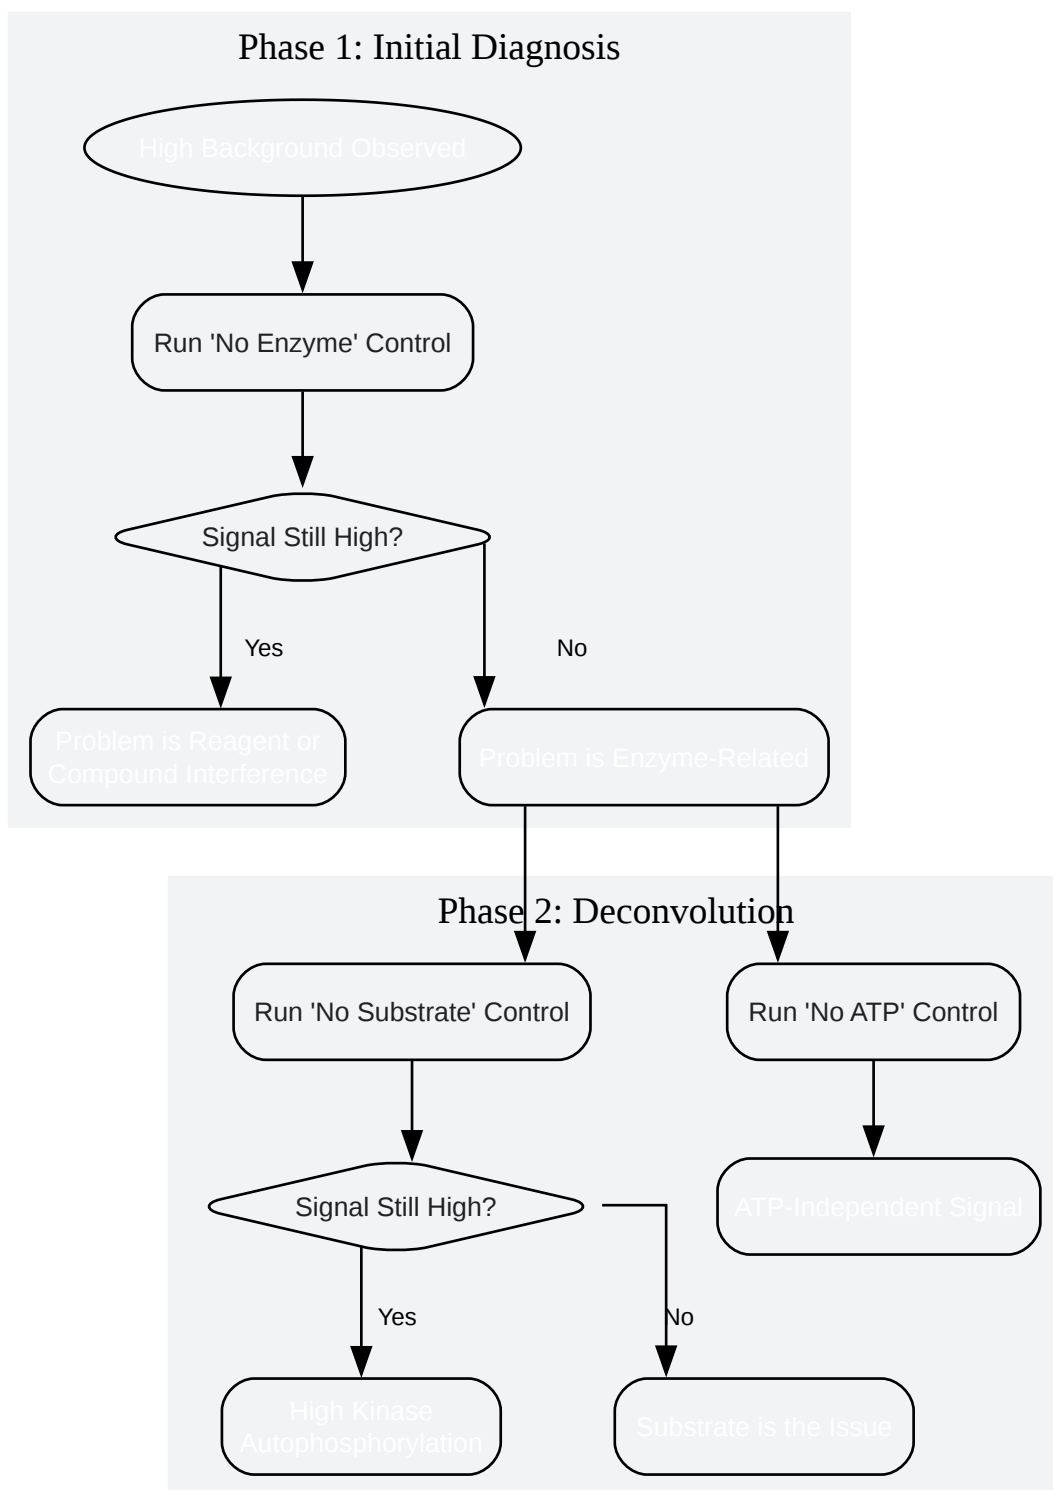 Phase 1: Initial Diagnosis
High Background Observed
Run 'No Enzyme' Control
Signal Still High?
Yes
No
Problem is Reagent or
Compound Interference
Problem is Enzyme-Related
Phase 2: Deconvolution
Run 'No Substrate' Control
Run 'No ATP' Control
Signal Still High?
ATP-Independent Signal
Yes
No
High Kinase
Autophosphorylation
Substrate is the Issue